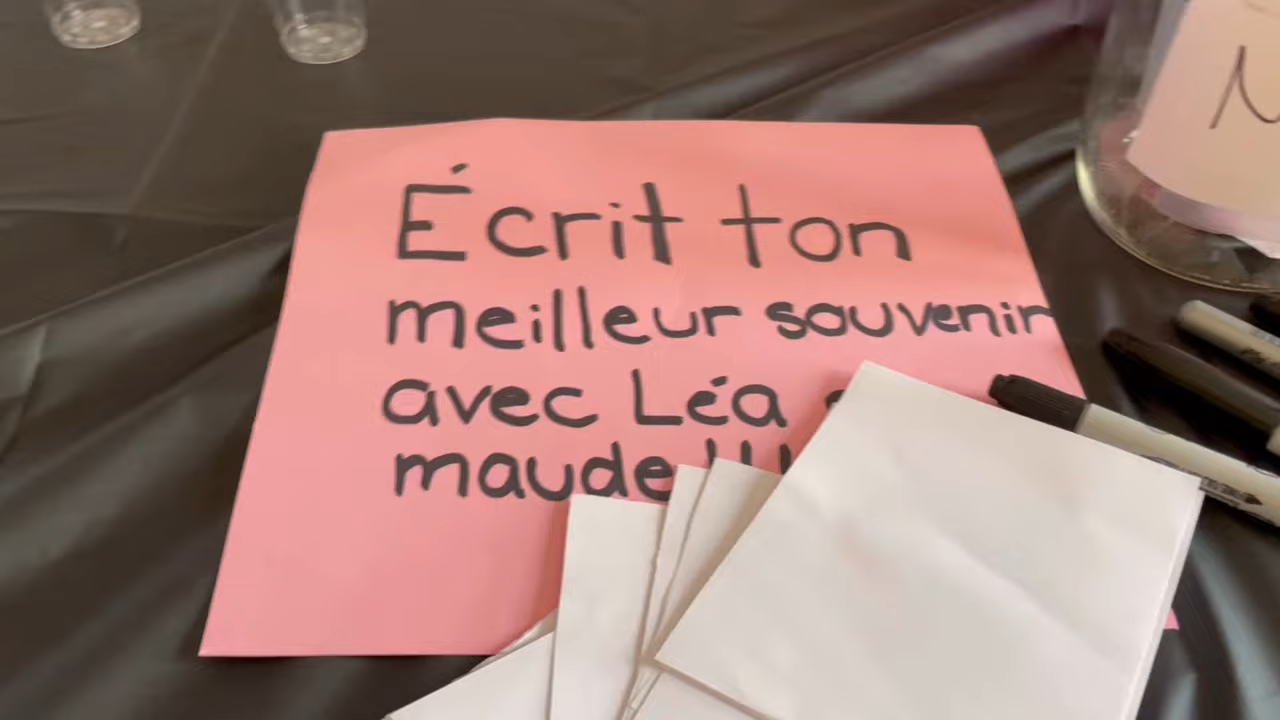 Écrit ton
meilleur souvenir
avec Léa
maude !!!